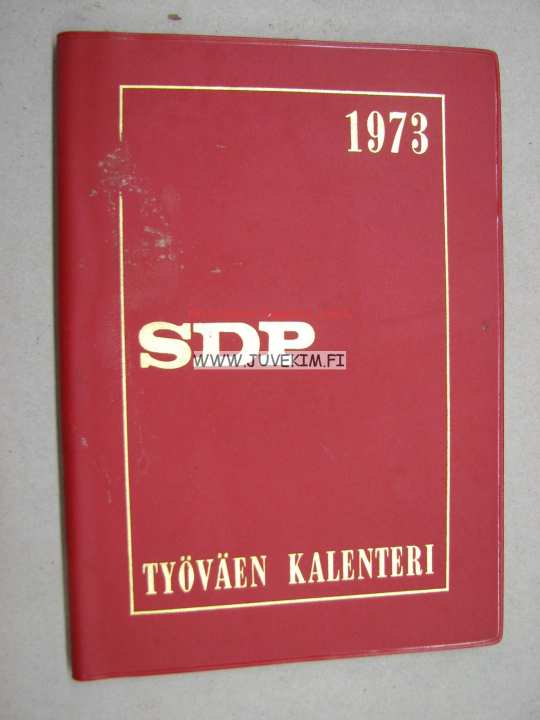 1973
SDP
WWW.JUVEKIM.FI
TYÖVÄEN KALENTERI